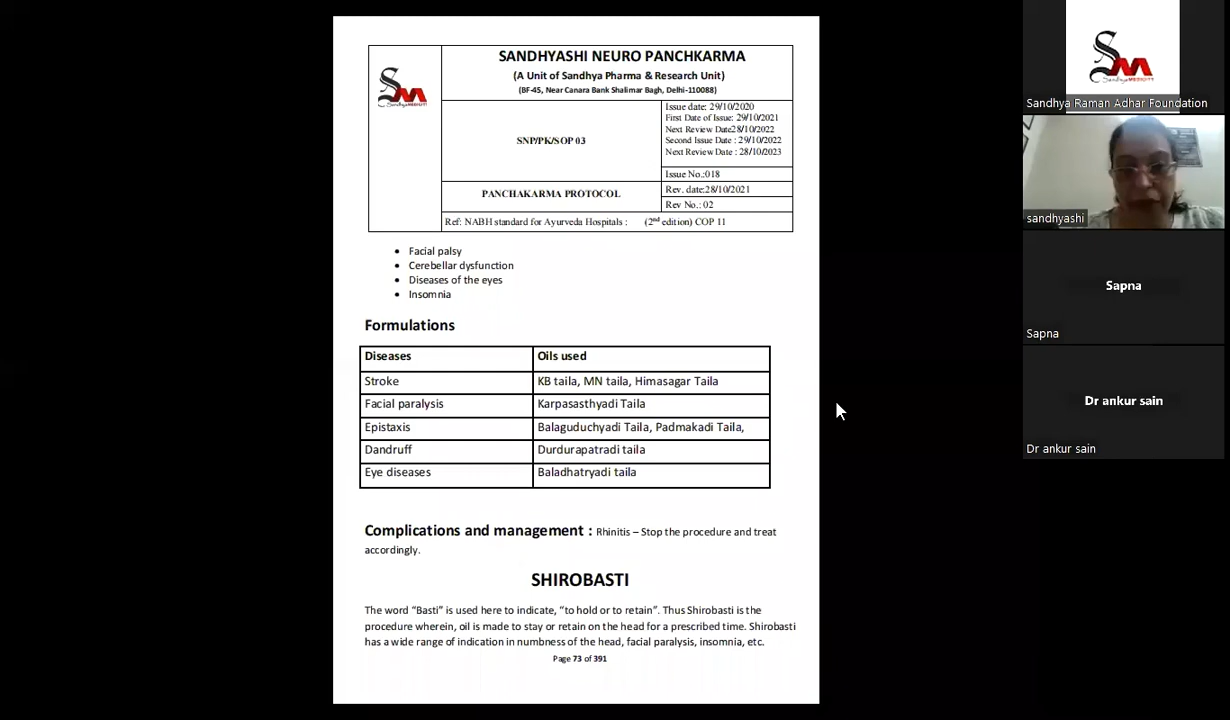 SANDHYASHI NEURO PANCHKARMA
(A Unit of Sandhya Pharma & Research Unit)
(BF-45, Near Canara Bank Shalimar Bagh, Delhi-110088)
SM
SNP/PK/SOP 03
Issue date: 29/10/2020
First Date of Issue: 29/10/2021
Next Review Date28/10/2022
Second Issue Date : 29/10/2022
Next Review Date : 28/10/2023
Issue No.:018
PANCHAKARMA PROTOCOL
Rev. date:28/10/2021
Rev No.: 02
Ref: NABH standard for Ayurveda Hospitals : (2nd edition) COP 11
• Facial palsy
• Cerebellar dysfunction
• Diseases of the eyes
• Insomnia
Formulations
Diseases Oils used
Stroke KB taila, MN taila, Himasagar Taila
Facial paralysis Karpasasthyadi Taila
Epistaxis Balaguduchyadi Taila, Padmakadi Taila,
Dandruff Durdurapatradi taila
Eye diseases Baladhatryadi taila
Complications and management : Rhinitis – Stop the procedure and treat
accordingly.
SHIROBASTI
The word “Basti” is used here to indicate, “to hold or to retain”. Thus Shirobasti is the
procedure wherein, oil is made to stay or retain on the head for a prescribed time. Shirobasti
has a wide range of indication in numbness of the head, facial paralysis, insomnia, etc.
Page 73 of 391
SM
Sandhya Raman Adhar Foundation
sandhyashi
Sapna
Sapna
Dr ankur sain
Dr ankur sain